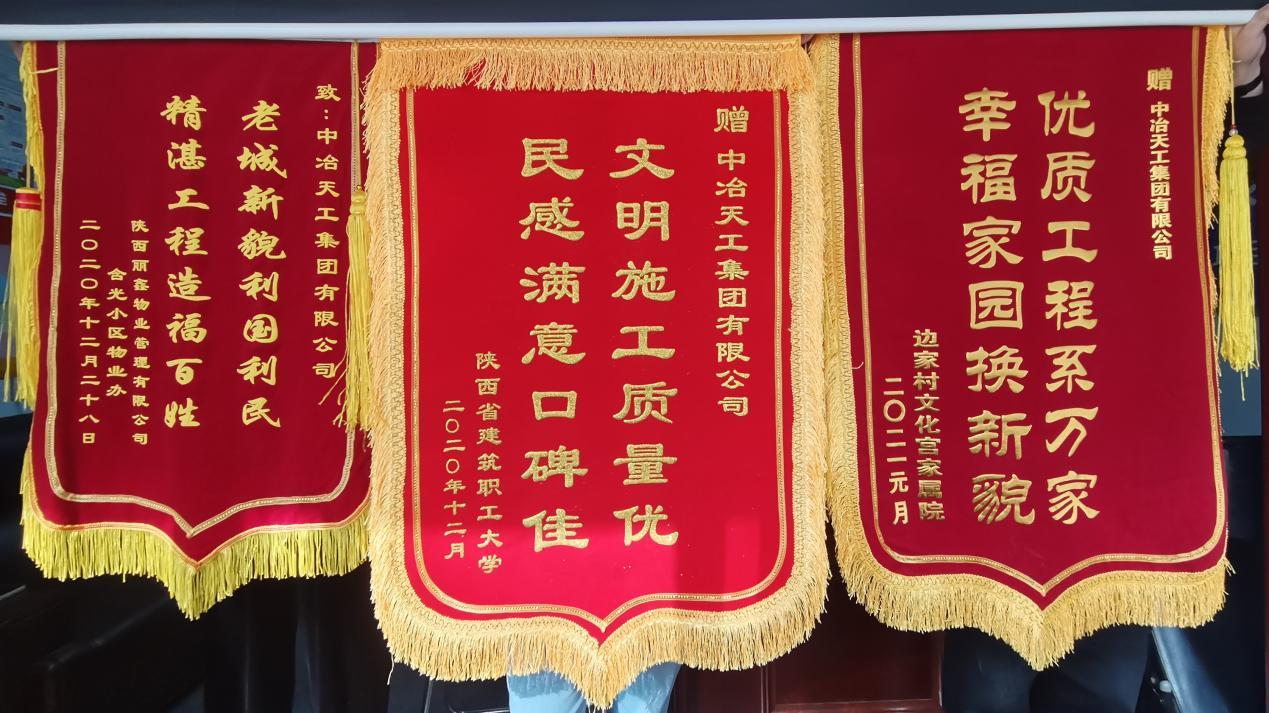 致：中冶天工集团有限公司
老城新貌利国利民
精湛工程造福百姓
陕西丽鑫物业管理有限公司
含光小区物业办
二〇二〇年十二月二十八日
赠 中冶天工集团有限公司
文明施工质量优
民感满意口碑佳
陕西省建筑职工大学
二〇二〇年十二月
赠 中冶天工集团有限公司
优质工程系万家
幸福家园换新貌
边家村文化宫家属院
二〇二一元月